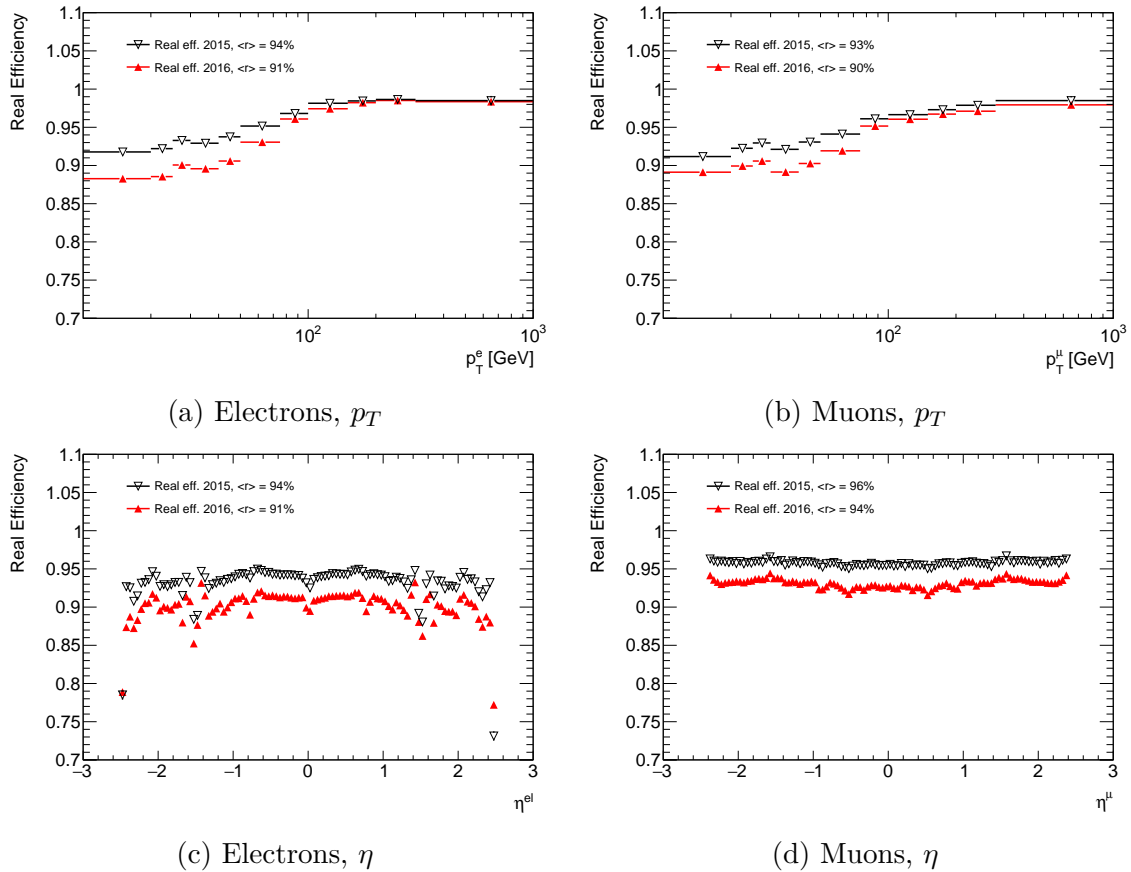 Real Efficiency
1.1
1.05
1
0.95
0.9
0.85
0.8
0.75
0.7
Real eff. 2015, <r> = 94%
Real eff. 2016, <r> = 91%
10²
10³
p_T^e [GeV]
(a) Electrons, p_T
Real Efficiency
1.1
1.05
1
0.95
0.9
0.85
0.8
0.75
0.7
Real eff. 2015, <r> = 93%
Real eff. 2016, <r> = 90%
10²
10³
p_T^μ [GeV]
(b) Muons, p_T
Real Efficiency
1.1
1.05
1
0.95
0.9
0.85
0.8
0.75
0.7
Real eff. 2015, <r> = 94%
Real eff. 2016, <r> = 91%
−3 −2 −1 0 1 2 3
η^el
(c) Electrons, η
Real Efficiency
1.1
1.05
1
0.95
0.9
0.85
0.8
0.75
0.7
Real eff. 2015, <r> = 96%
Real eff. 2016, <r> = 94%
−3 −2 −1 0 1 2 3
η^μ
(d) Muons, η